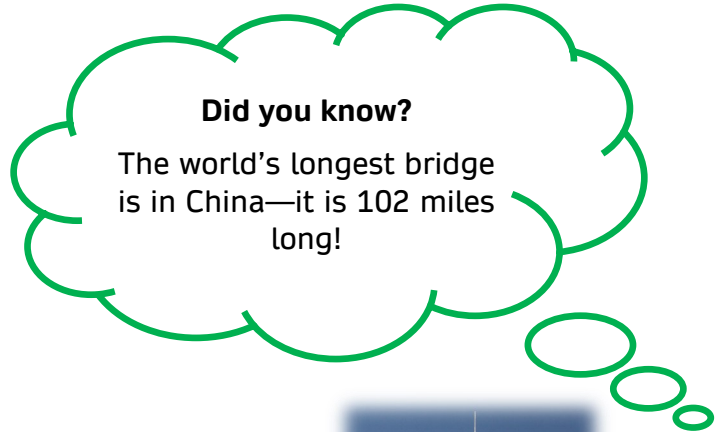 Did you know?
The world’s longest bridge
is in China—it is 102 miles
long!